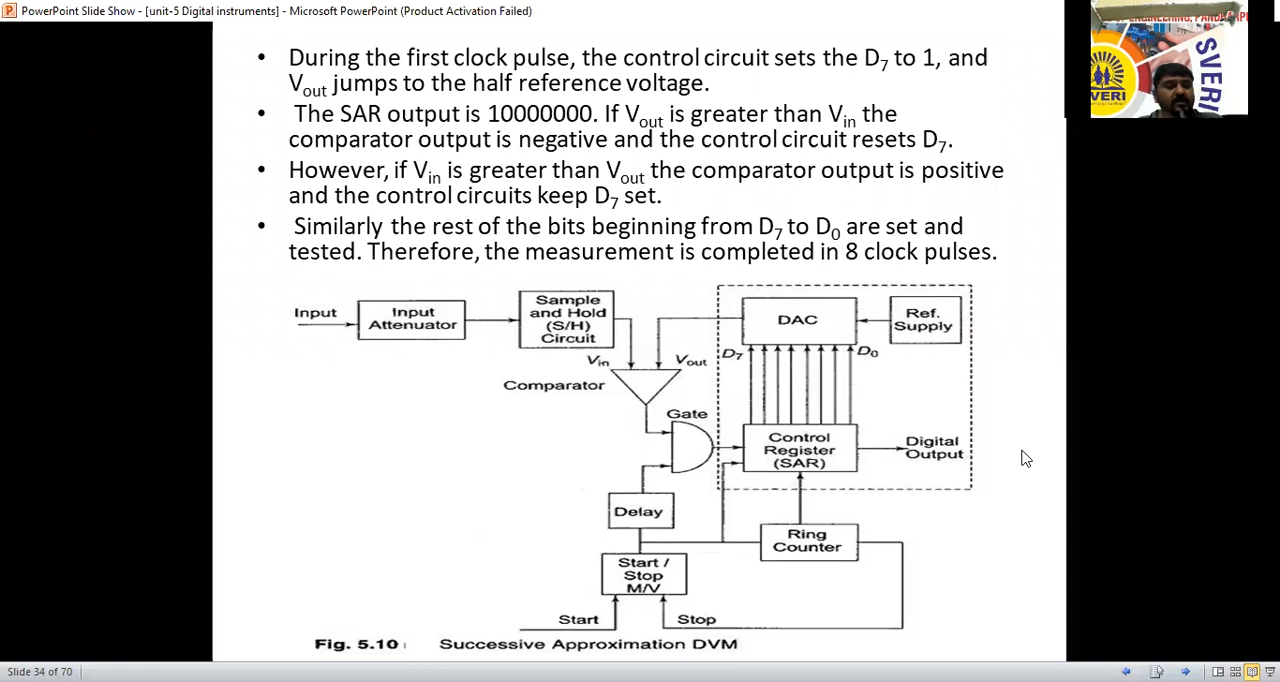 PowerPoint Slide Show - [unit-5 Digital instruments] - Microsoft PowerPoint (Product Activation Failed)
ENGINEERING,
SVERI
VERI
• During the first clock pulse, the control circuit sets the D7 to 1, and
Vout jumps to the half reference voltage.
• The SAR output is 10000000. If Vout is greater than Vin the
comparator output is negative and the control circuit resets D7.
• However, if Vin is greater than Vout the comparator output is positive
and the control circuits keep D7 set.
• Similarly the rest of the bits beginning from D7 to D0 are set and
tested. Therefore, the measurement is completed in 8 clock pulses.
Input
Input
Attenuator
Sample
and Hold
(S/H)
Circuit
DAC
Ref.
Supply
Vin
Vout
D7
D0
Comparator
Gate
Control
Register
(SAR)
Digital
Output
Delay
Ring
Counter
Start /
Stop
M/V
Start
Stop
Fig. 5.10
Successive Approximation DVM
Slide 34 of 70